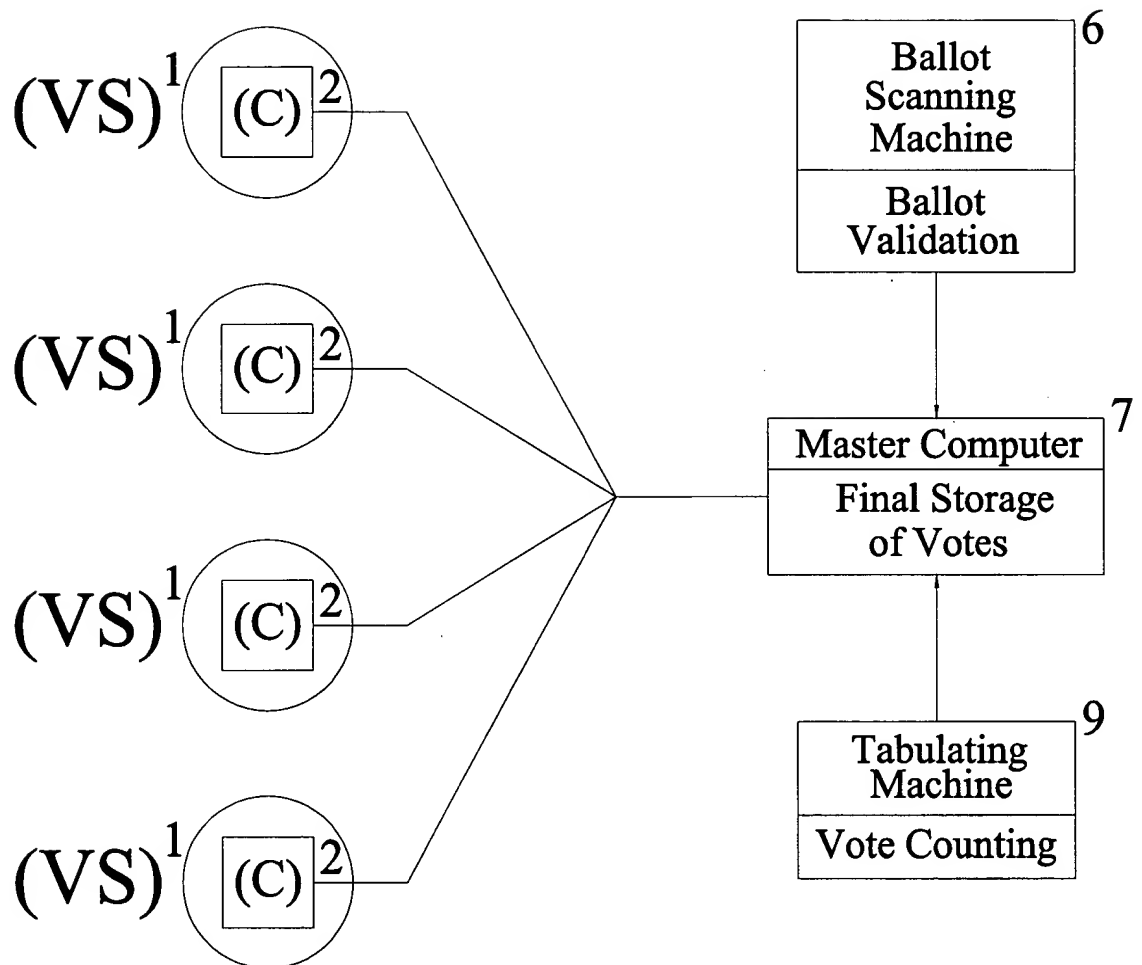 (VS)1 (C) 2
(VS)1 (C) 2
(VS)1 (C) 2
(VS)1 (C) 2
6
Ballot
Scanning
Machine
Ballot
Validation
7
Master Computer
Final Storage
of Votes
9
Tabulating
Machine
Vote Counting